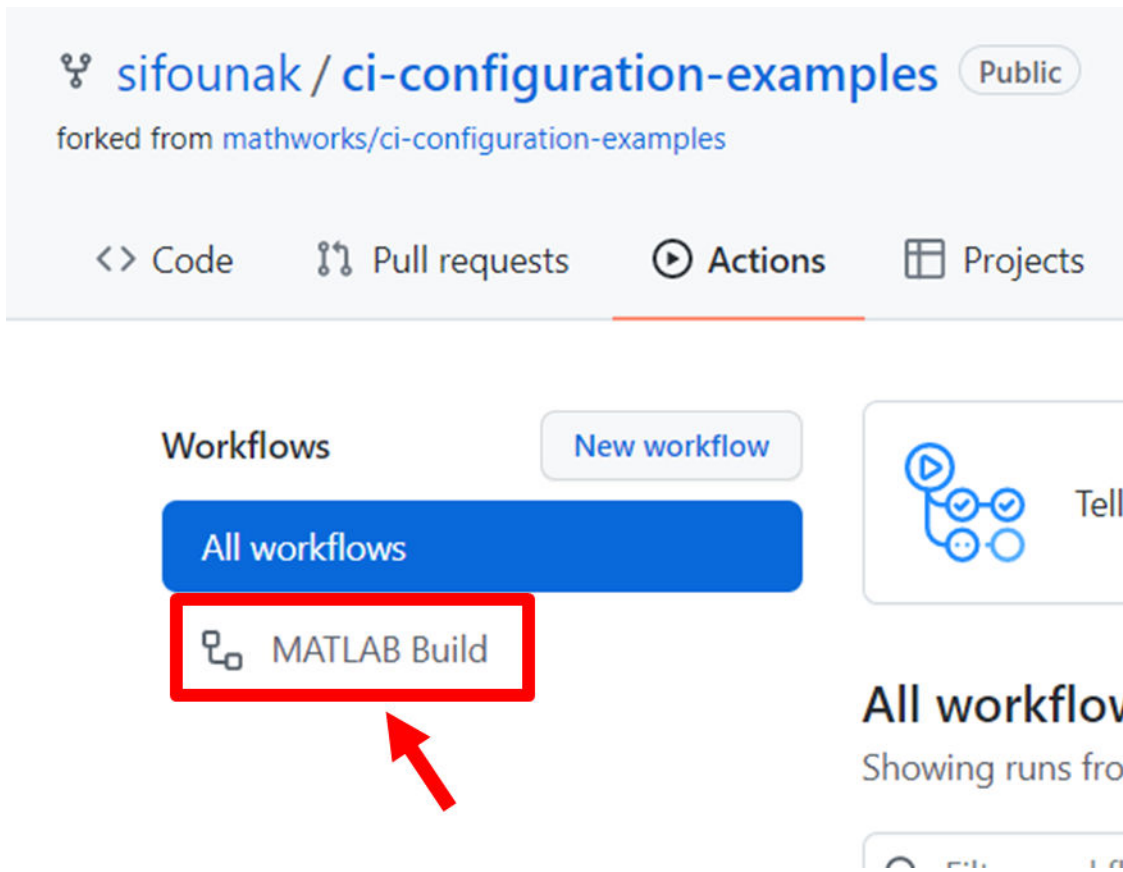 sifounak / ci-configuration-examples Public
forked from mathworks/ci-configuration-examples
<> Code Pull requests Actions Projects
Workflows New workflow
Tell
All workflows
MATLAB Build
All workflow
Showing runs fro